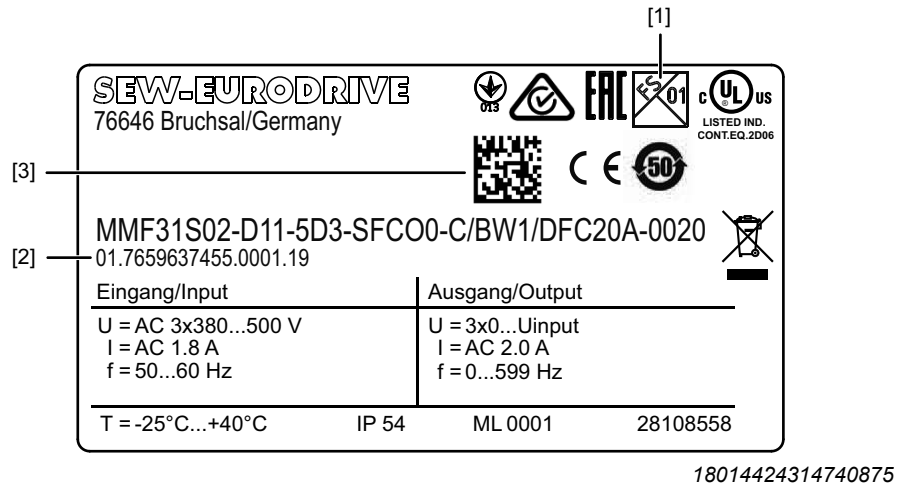 [1]
SEW-EURODRIVE
76646 Bruchsal/Germany
013
EAC
FS 01
C UL US
®
LISTED IND.
CONT.EQ.2D06
[3]
CE
50
MMF31S02-D11-5D3-SFCO0-C/BW1/DFC20A-0020
[2]
01.7659637455.0001.19
Eingang/Input
Ausgang/Output
U = AC 3x380...500 V
U = 3x0...Uinput
I = AC 1.8 A
I = AC 2.0 A
f = 50...60 Hz
f = 0...599 Hz
T = -25°C...+40°C IP 54 ML 0001 28108558
18014424314740875